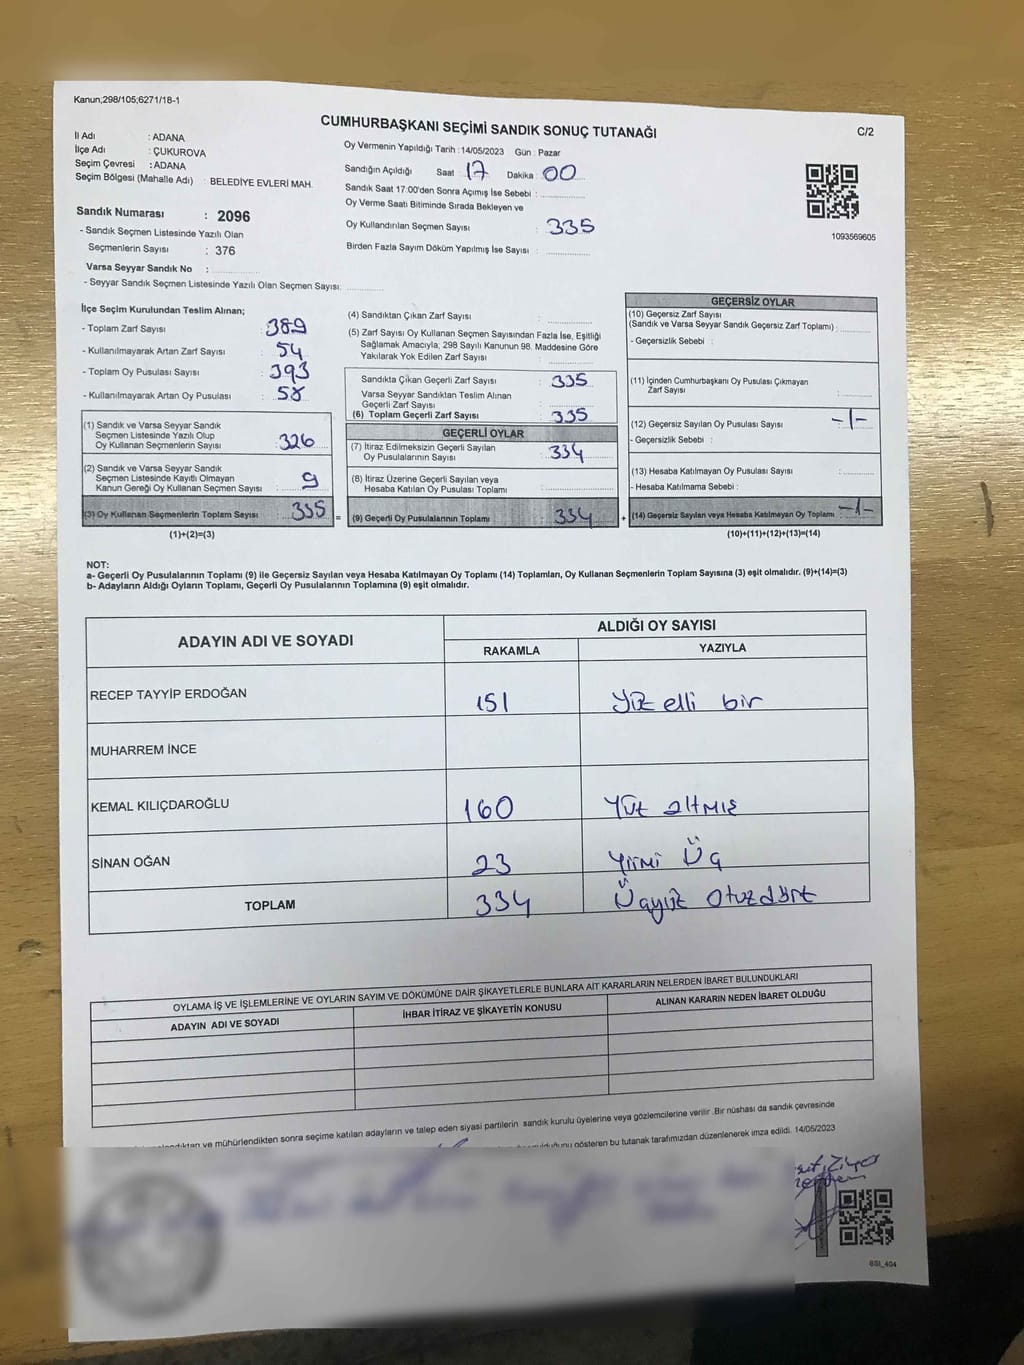 Kanun;298/105;6271/18-1
CUMHURBAŞKANI SEÇİMİ SANDIK SONUÇ TUTANAĞI
C/2
İl Adı : ADANA
İlçe Adı : ÇUKUROVA
Seçim Çevresi : ADANA
Seçim Bölgesi (Mahalle Adı) : BELEDİYE EVLERİ MAH.
Sandık Numarası : 2096
- Sandık Seçmen Listesinde Yazılı Olan
Seçmenlerin Sayısı : 376
Varsa Seyyar Sandık No :
- Seyyar Sandık Seçmen Listesinde Yazılı Olan Seçmen Sayısı:
Oy Vermenin Yapıldığı Tarih :14/05/2023 Gün : Pazar
Sandığın Açıldığı Saat : 17 Dakika : 00
Sandık Saat 17:00'den Sonra Açımış İse Sebebi :
Oy Verme Saati Bitiminde Sırada Bekleyen ve
Oy Kullandırılan Seçmen Sayısı : 335
Birden Fazla Sayım Döküm Yapılmış İse Sayısı :
1093569605
İlçe Seçim Kurulundan Teslim Alınan;
- Toplam Zarf Sayısı : 389
- Kullanılmayarak Artan Zarf Sayısı : 54
- Toplam Oy Pusulası Sayısı : 393
- Kullanılmayarak Artan Oy Pusulası : 58
(1) Sandık ve Varsa Seyyar Sandık
Seçmen Listesinde Yazılı Olup
Oy Kullanan Seçmenlerin Sayısı : 326
(2) Sandık ve Varsa Seyyar Sandık
Seçmen Listesinde Kayıtlı Olmayan
Kanun Gereği Oy Kullanan Seçmen Sayısı : 9
(3) Oy Kullanan Seçmenlerin Toplam Sayısı : 335
(1)+(2)=(3)
(4) Sandıktan Çıkan Zarf Sayısı :
(5) Zarf Sayısı Oy Kullanan Seçmen Sayısından Fazla İse, Eşitliği
Sağlamak Amacıyla; 298 Sayılı Kanunun 98. Maddesine Göre
Yakılarak Yok Edilen Zarf Sayısı :
Sandıkta Çıkan Geçerli Zarf Sayısı : 335
Varsa Seyyar Sandıktan Teslim Alınan
Geçerli Zarf Sayısı :
(6) Toplam Geçerli Zarf Sayısı : 335
GEÇERLİ OYLAR
(7) İtiraz Edilmeksizin Geçerli Sayılan
Oy Pusulalarının Sayısı : 334
(8) İtiraz Üzerine Geçerli Sayılan veya
Hesaba Katılan Oy Pusulası Toplamı :
= (9) Geçerli Oy Pusulalarının Toplamı : 334 +
GEÇERSİZ OYLAR
(10) Geçersiz Zarf Sayısı
(Sandık ve Varsa Seyyar Sandık Geçersiz Zarf Toplamı) :
- Geçersizlik Sebebi :
(11) İçinden Cumhurbaşkanı Oy Pusulası Çıkmayan
Zarf Sayısı :
(12) Geçersiz Sayılan Oy Pusulası Sayısı : -1-
- Geçersizlik Sebebi :
(13) Hesaba Katılmayan Oy Pusulası Sayısı :
- Hesaba Katılmama Sebebi :
(14) Geçersiz Sayılan veya Hesaba Katılmayan Oy Toplamı : -1-
(10)+(11)+(12)+(13)=(14)
NOT:
a- Geçerli Oy Pusulalarının Toplamı (9) ile Geçersiz Sayılan veya Hesaba Katılmayan Oy Toplamı (14) Toplamları, Oy Kullanan Seçmenlerin Toplam Sayısına (3) eşit olmalıdır. (9)+(14)=(3)
b- Adayların Aldığı Oyların Toplamı, Geçerli Oy Pusulalarının Toplamına (9) eşit olmalıdır.
ADAYIN ADI VE SOYADI ALDIĞI OY SAYISI
RAKAMLA YAZIYLA
RECEP TAYYİP ERDOĞAN 151 Yüz elli bir
MUHARREM İNCE
KEMAL KILIÇDAROĞLU 160 Yüz altmış
SİNAN OĞAN 23 Yirmi Üç
TOPLAM 334 Üçyüz Otuzdört
OYLAMA İŞ VE İŞLEMLERİNE VE OYLARIN SAYIM VE DÖKÜMÜNE DAİR ŞİKAYETLERLE BUNLARA AİT KARARLARIN NELERDEN İBARET BULUNDUKLARI
ADAYIN ADI VE SOYADI İHBAR İTİRAZ VE ŞİKAYETİN KONUSU ALINAN KARARIN NEDEN İBARET OLDUĞU
ve mühürlendikten sonra seçime katılan adayların ve talep eden siyasi partilerin sandık kurulu üyelerine veya gözlemcilerine verilir. Bir nüshası da sandık çevresinde
gösteren bu tutanak tarafımızdan düzenlenerek imza edildi. 14/05/2023